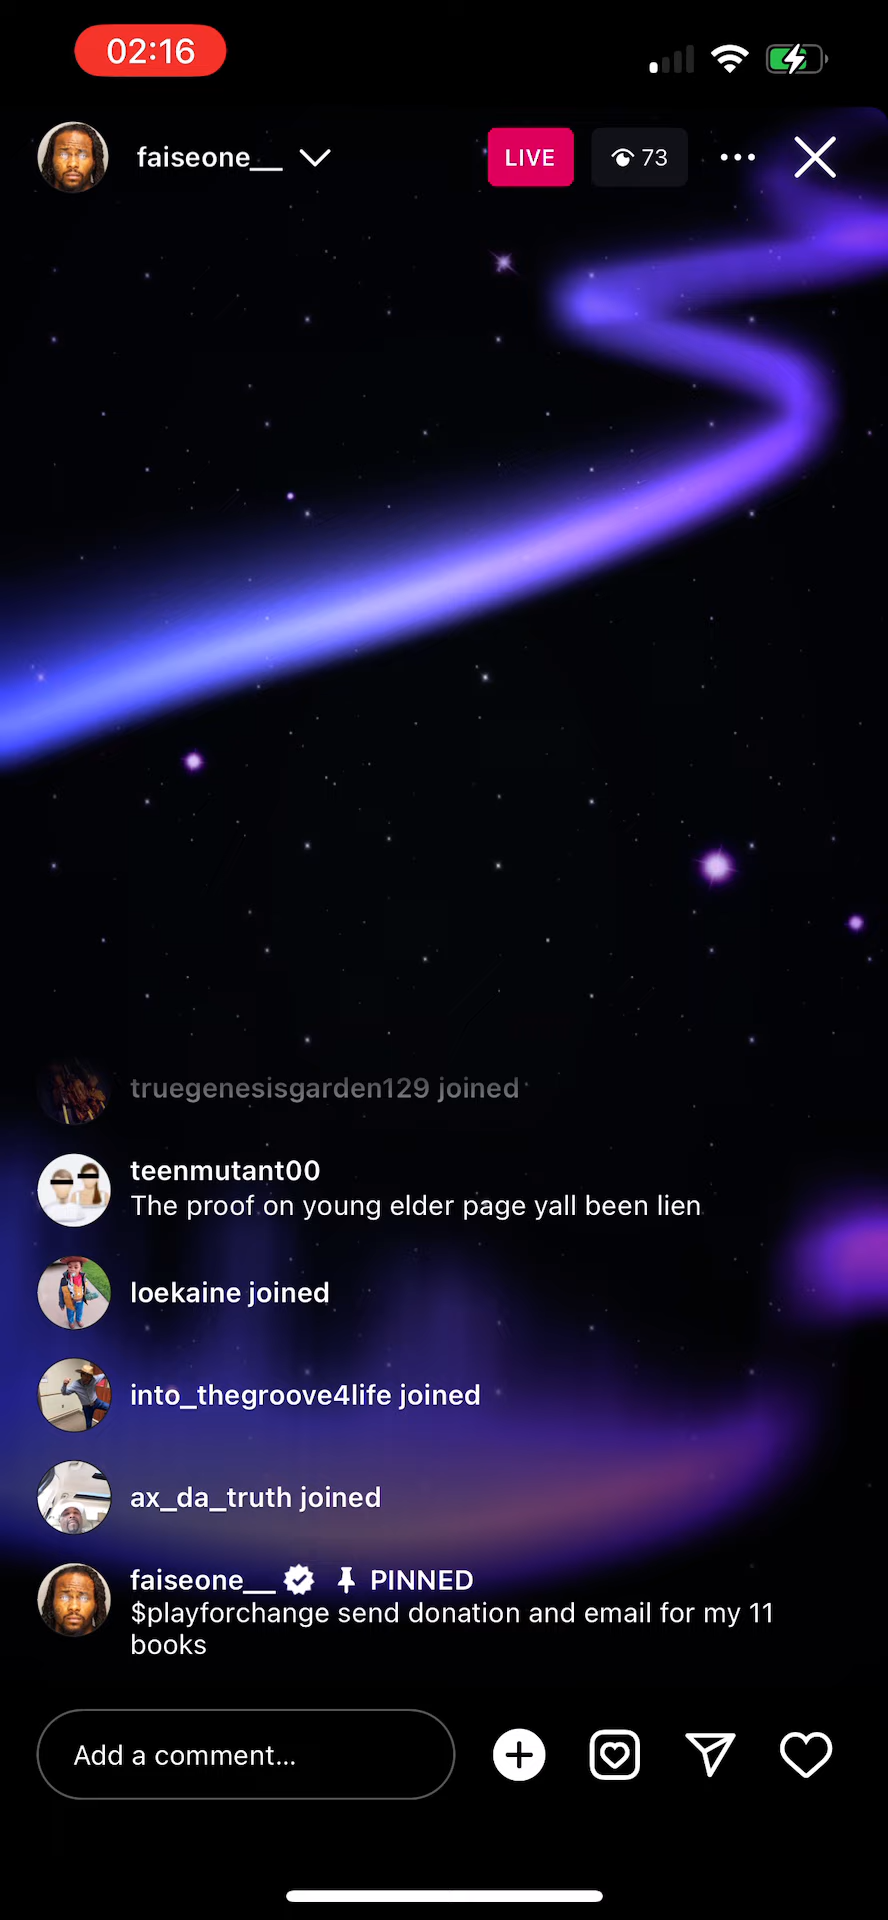 02:16
faiseone__
LIVE
73
truegenesisgarden129 joined
teenmutant00
The proof on young elder page yall been lien
loekaine joined
into_thegroove4life joined
ax_da_truth joined
faiseone__ PINNED
$playforchange send donation and email for my 11
books
Add a comment...